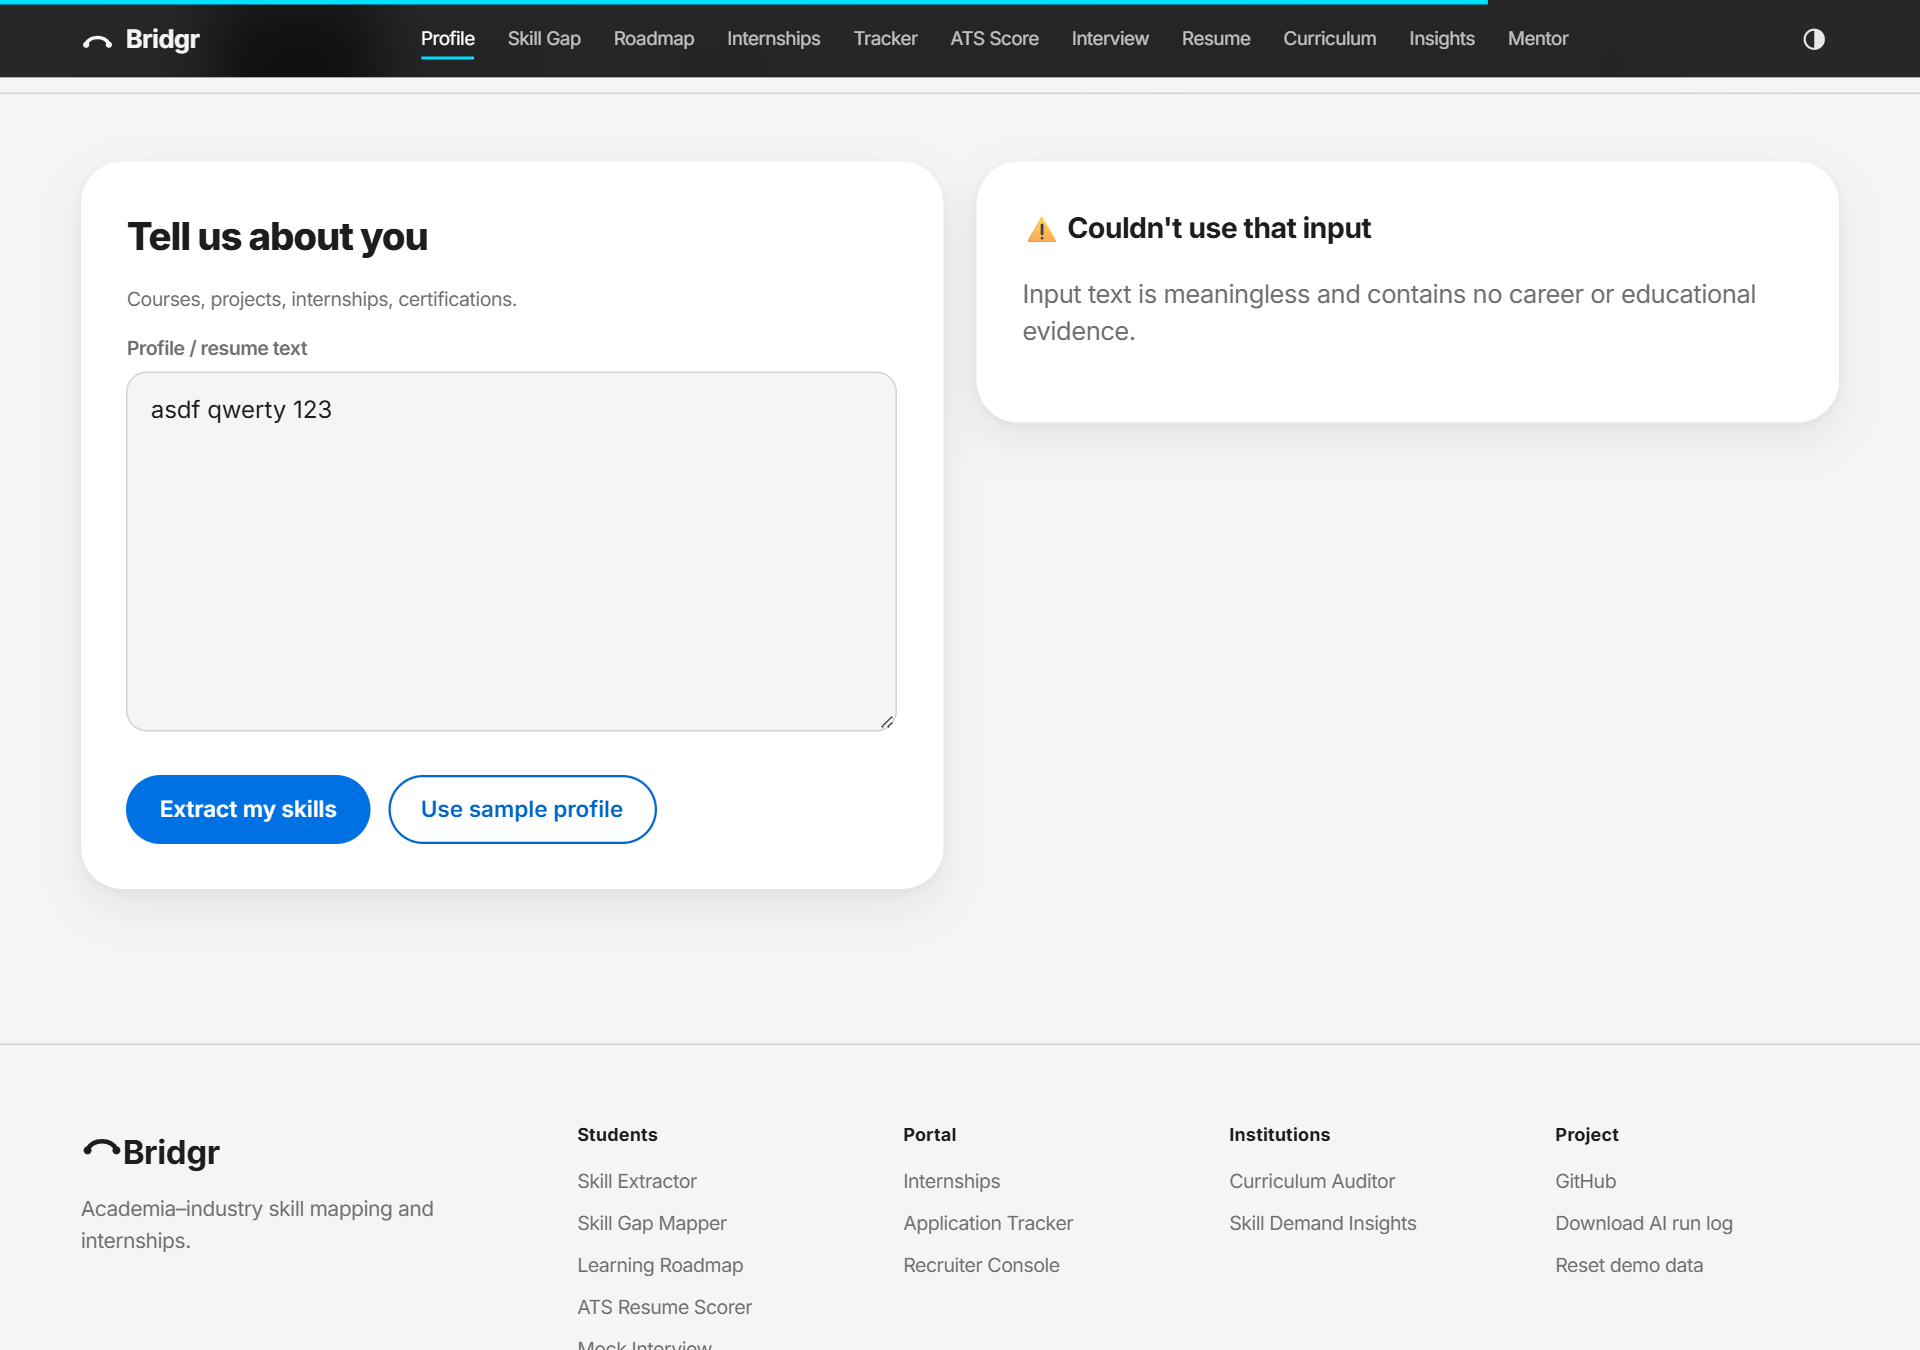 Bridgr
Profile
Skill Gap
Roadmap
Internships
Tracker
ATS Score
Interview
Resume
Curriculum
Insights
Mentor
Tell us about you
Courses, projects, internships, certifications.
Profile / resume text
asdf qwerty 123
Extract my skills
Use sample profile
Couldn't use that input
Input text is meaningless and contains no career or educational
evidence.
Bridgr
Academia–industry skill mapping and
internships.
Students
Skill Extractor
Skill Gap Mapper
Learning Roadmap
ATS Resume Scorer
Mock Interview
Portal
Internships
Application Tracker
Recruiter Console
Institutions
Curriculum Auditor
Skill Demand Insights
Project
GitHub
Download AI run log
Reset demo data